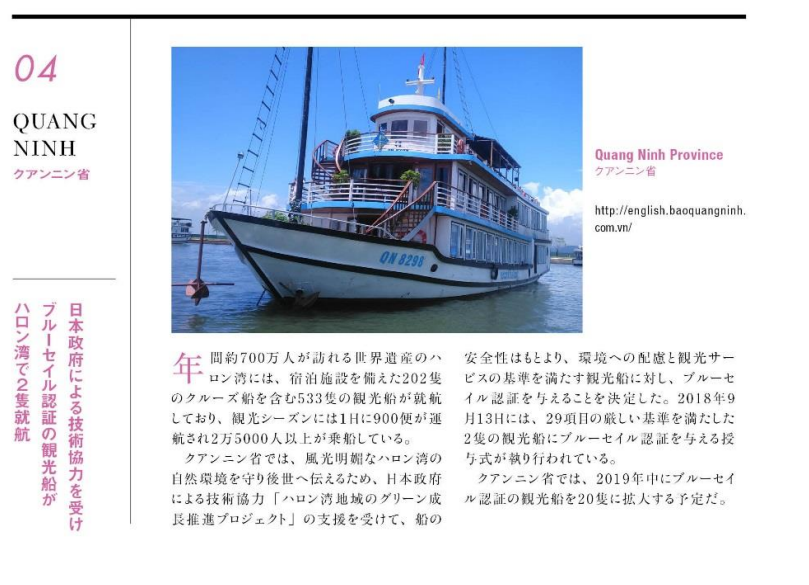 04
QUANG
NINH
クアンニン省
日本政府による技術協力を受け
ブルーセイル認証の観光船が
ハロン湾で2隻就航
QN 8298
Quang Ninh Province
クアンニン省
http://english.baoquangninh.
com.vn/
年間約700万人が訪れる世界遺産のハ
ロン湾には、宿泊施設を備えた202隻
のクルーズ船を含む533隻の観光船が就航
しており、観光シーズンには1日に900便が運
航され2万5000人以上が乗船している。
クアンニン省では、風光明媚なハロン湾の
自然環境を守り後世へ伝えるため、日本政府
による技術協力「ハロン湾地域のグリーン成
長推進プロジェクト」の支援を受けて、船の
安全性はもとより、環境への配慮と観光サー
ビスの基準を満たす観光船に対し、ブルーセ
イル認証を与えることを決定した。2018年9
月13日には、29項目の厳しい基準を満たした
2隻の観光船にブルーセイル認証を与える授
与式が執り行われている。
クアンニン省では、2019年中にブルーセイ
ル認証の観光船を20隻に拡大する予定だ。